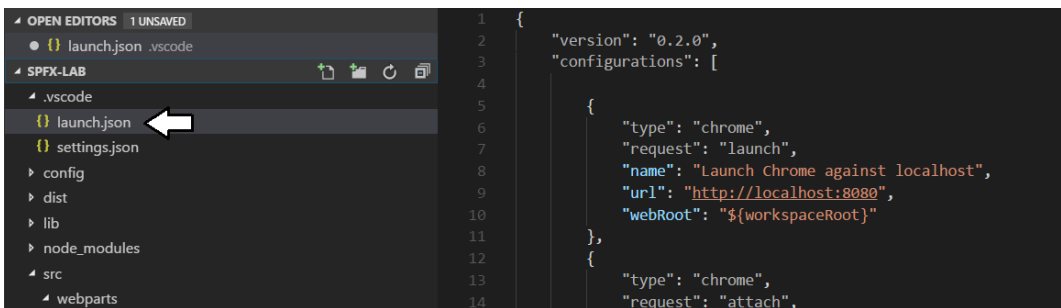 OPEN EDITORS 1 UNSAVED
{} launch.json .vscode
SPFX-LAB
.vscode
{} launch.json
{} settings.json
config
dist
lib
node_modules
src
webparts
1 {
2 "version": "0.2.0",
3 "configurations": [
4
5 {
6 "type": "chrome",
7 "request": "launch",
8 "name": "Launch Chrome against localhost",
9 "url": "http://localhost:8080",
10 "webRoot": "${workspaceRoot}"
11 },
12 {
13 "type": "chrome",
14 "request": "attach",